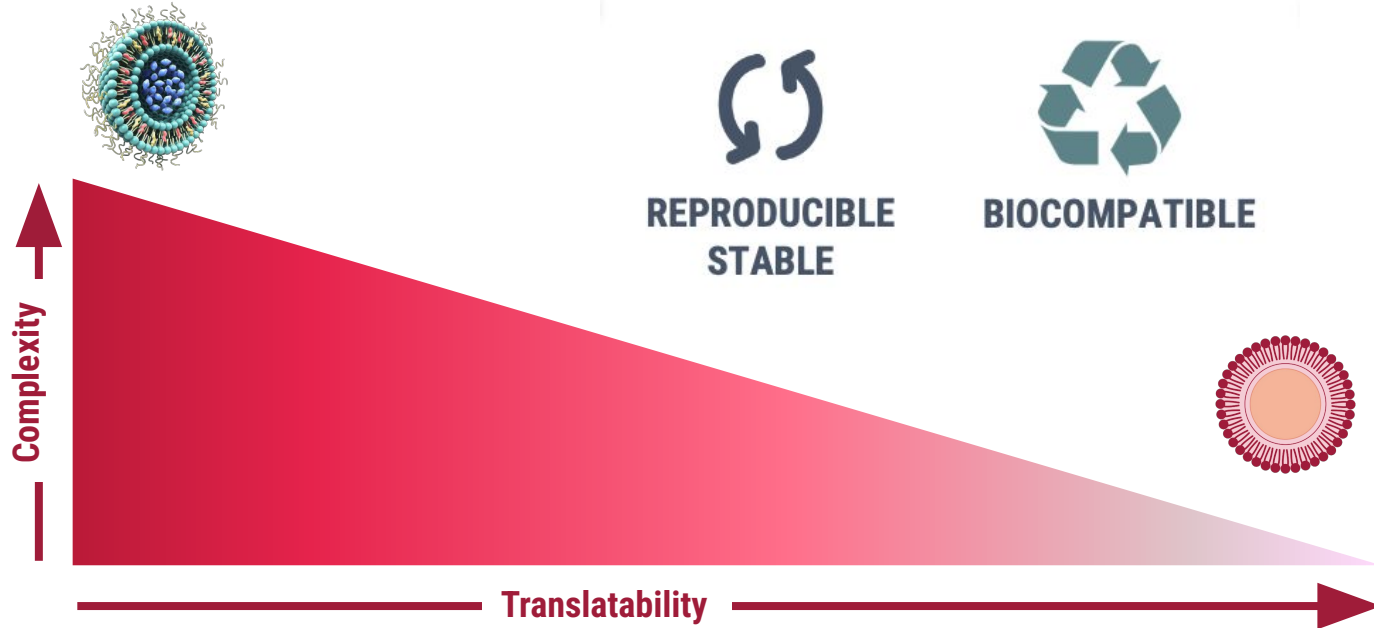 REPRODUCIBLE
STABLE
BIOCOMPATIBLE
Complexity
Translatability